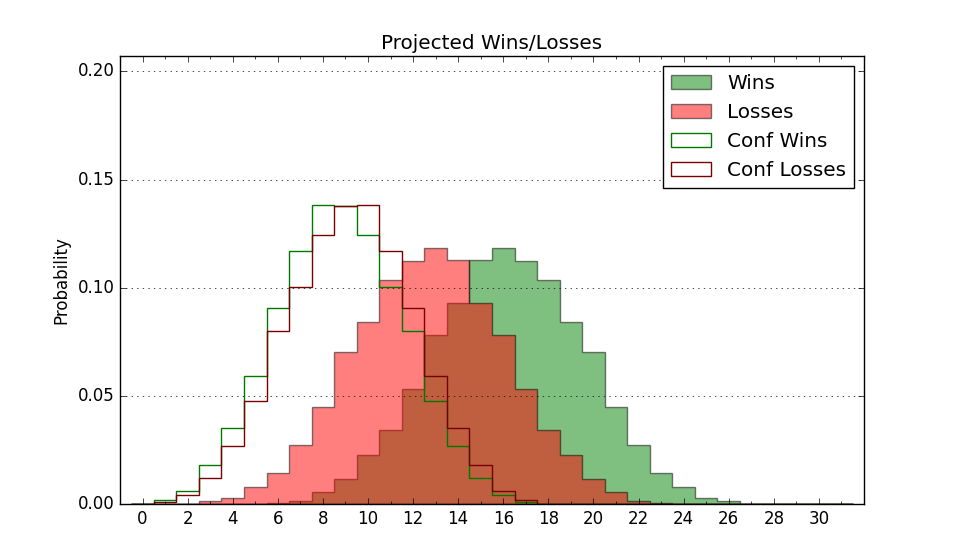 Projected Wins/Losses
Wins
Losses
Conf Wins
Conf Losses
Probability
0.20
0.15
0.10
0.05
0.00
0 2 4 6 8 10 12 14 16 18 20 22 24 26 28 30